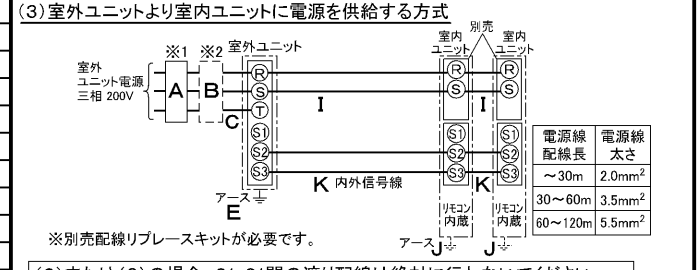 (3)室外ユニットより室内ユニットに電源を供給する方式
※1 ※2 室外ユニット
別売
室内ユニット 室内ユニット
室外
ユニット電源
三相 200V
A B C
R R R
S S S
T
I I
S1 S1 S1
S2 S2 S2
S3 S3 S3
K 内外信号線 K
アース
E
リモコン内蔵 リモコン内蔵
アース J J
電源線配線長 電源線太さ
～30m 2.0mm²
30～60m 3.5mm²
60～120m 5.5mm²
※別売配線リプレースキットが必要です。